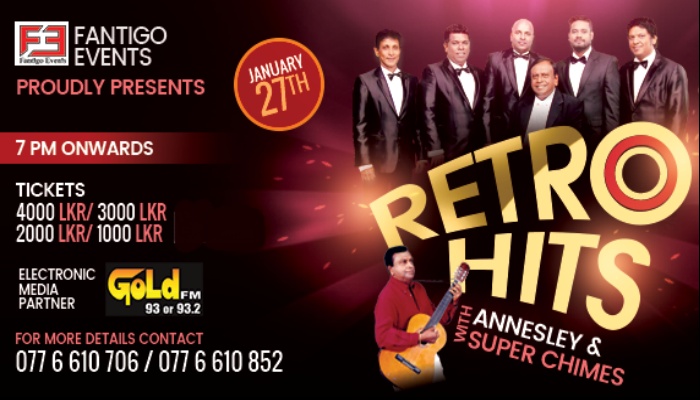 FE
Fantigo Events
FANTIGO
EVENTS
PROUDLY PRESENTS
JANUARY
27TH
7 PM ONWARDS
TICKETS
4000 LKR/ 3000 LKR
2000 LKR/ 1000 LKR
ELECTRONIC
MEDIA
PARTNER
GOLD FM
93 or 93.2
FOR MORE DETAILS CONTACT
077 6 610 706 / 077 6 610 852
RETRO
HITS
WITH
ANNESLEY &
SUPER CHIMES